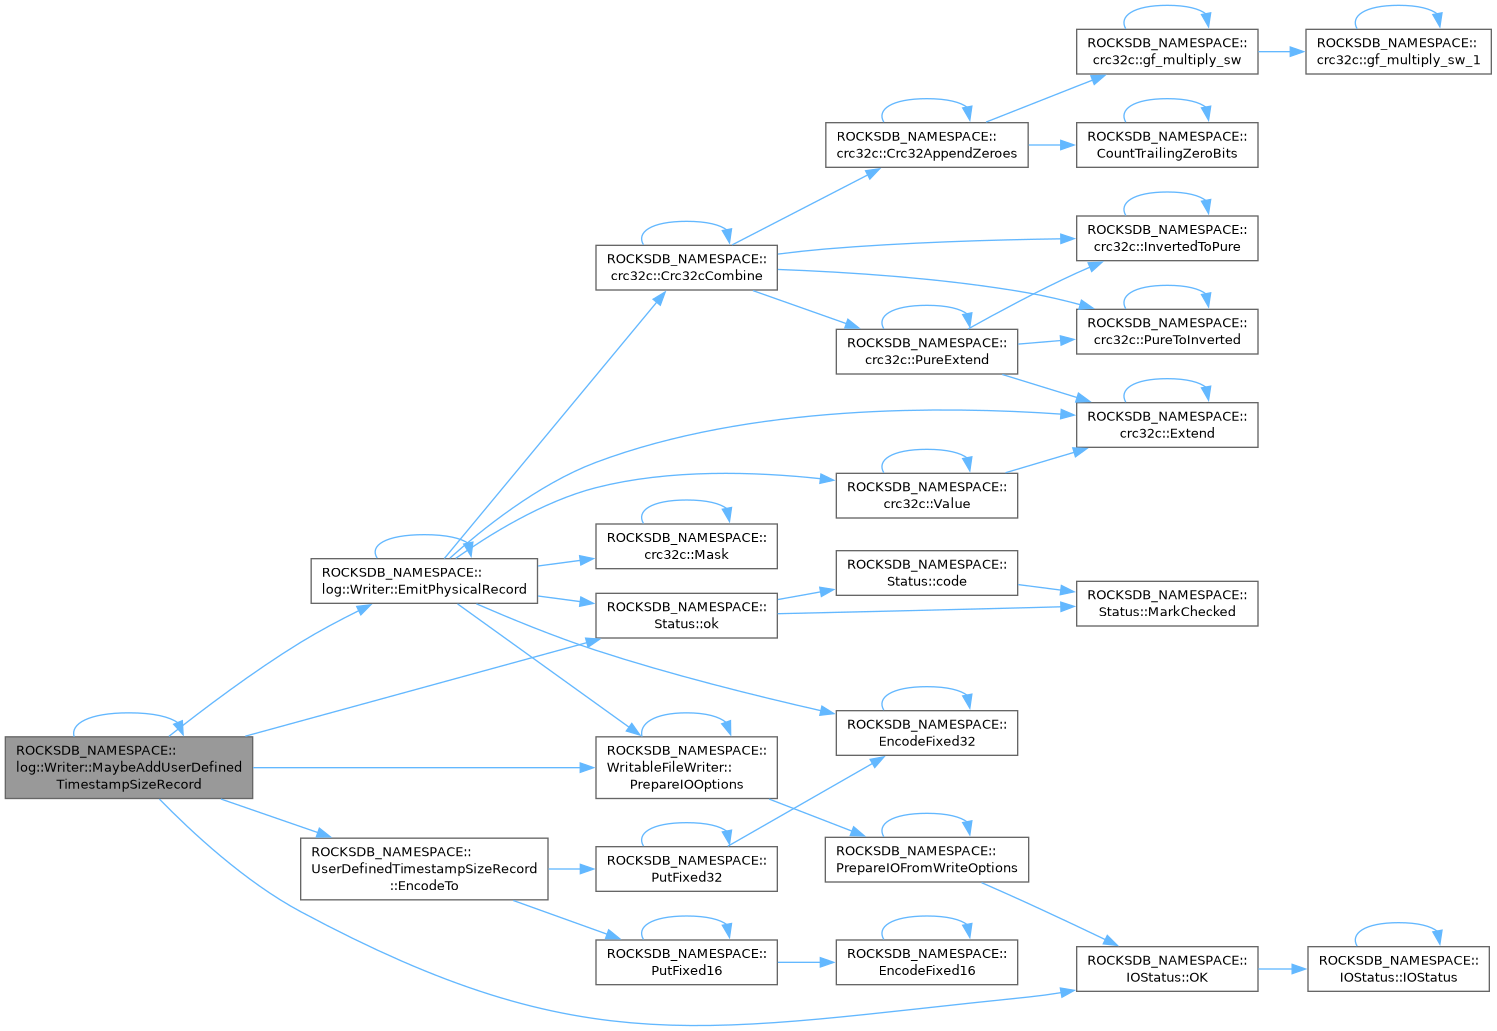 ROCKSDB_NAMESPACE::
log::Writer::MaybeAddUserDefined
TimestampSizeRecord
ROCKSDB_NAMESPACE::
log::Writer::EmitPhysicalRecord
ROCKSDB_NAMESPACE::
UserDefinedTimestampSizeRecord
::EncodeTo
ROCKSDB_NAMESPACE::
crc32c::Crc32cCombine
ROCKSDB_NAMESPACE::
crc32c::Mask
ROCKSDB_NAMESPACE::
Status::ok
ROCKSDB_NAMESPACE::
WritableFileWriter::
PrepareIOOptions
ROCKSDB_NAMESPACE::
PutFixed32
ROCKSDB_NAMESPACE::
PutFixed16
ROCKSDB_NAMESPACE::
crc32c::Crc32AppendZeroes
ROCKSDB_NAMESPACE::
crc32c::PureExtend
ROCKSDB_NAMESPACE::
crc32c::Value
ROCKSDB_NAMESPACE::
Status::code
ROCKSDB_NAMESPACE::
EncodeFixed32
ROCKSDB_NAMESPACE::
PrepareIOFromWriteOptions
ROCKSDB_NAMESPACE::
EncodeFixed16
ROCKSDB_NAMESPACE::
crc32c::gf_multiply_sw
ROCKSDB_NAMESPACE::
CountTrailingZeroBits
ROCKSDB_NAMESPACE::
crc32c::InvertedToPure
ROCKSDB_NAMESPACE::
crc32c::PureToInverted
ROCKSDB_NAMESPACE::
crc32c::Extend
ROCKSDB_NAMESPACE::
Status::MarkChecked
ROCKSDB_NAMESPACE::
IOStatus::OK
ROCKSDB_NAMESPACE::
crc32c::gf_multiply_sw_1
ROCKSDB_NAMESPACE::
IOStatus::IOStatus